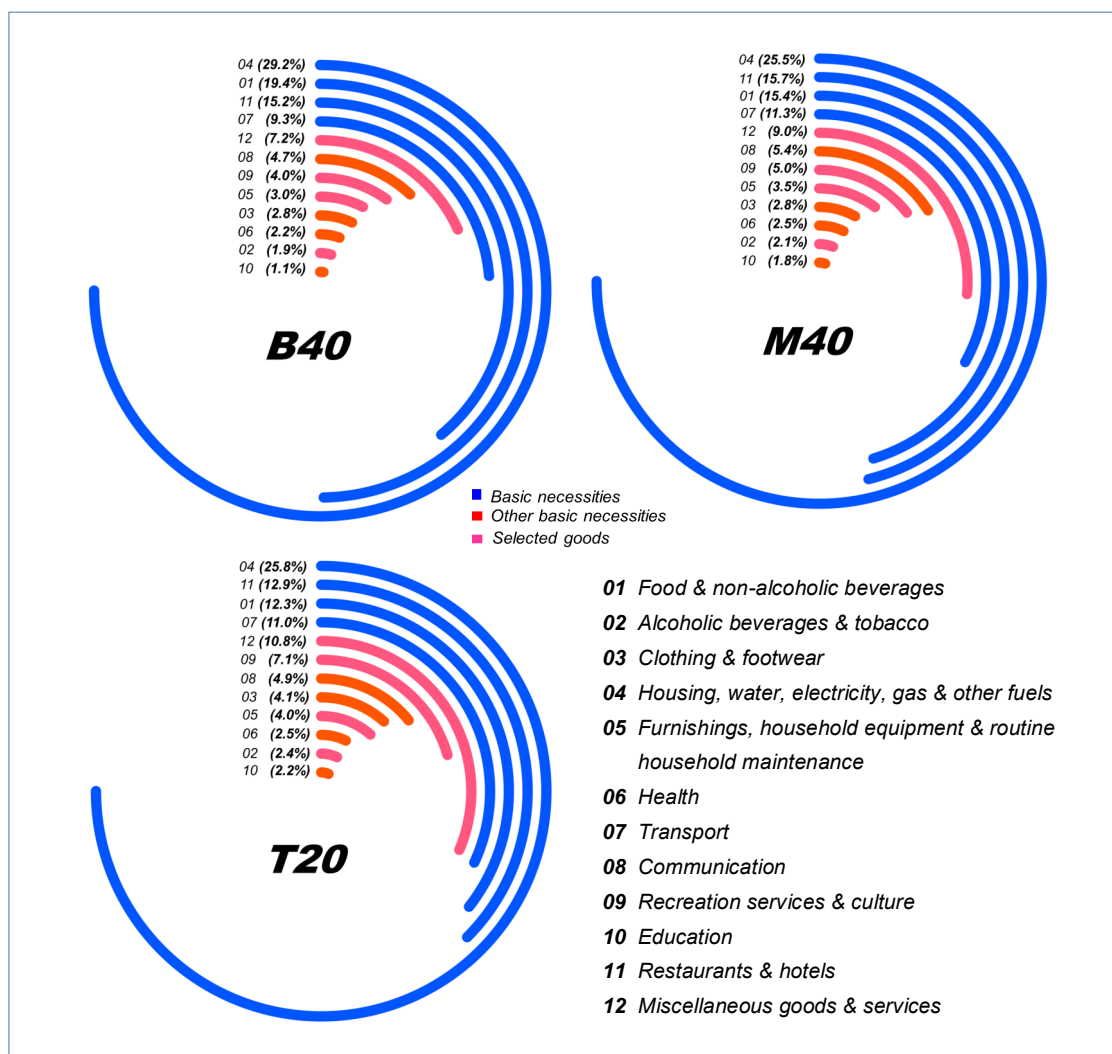 04 (29.2%)
01 (19.4%)
11 (15.2%)
07 (9.3%)
12 (7.2%)
08 (4.7%)
09 (4.0%)
05 (3.0%)
03 (2.8%)
06 (2.2%)
02 (1.9%)
10 (1.1%)
B40
04 (25.5%)
11 (15.7%)
01 (15.4%)
07 (11.3%)
12 (9.0%)
08 (5.4%)
09 (5.0%)
05 (3.5%)
03 (2.8%)
06 (2.5%)
02 (2.1%)
10 (1.8%)
M40
Basic necessities
Other basic necessities
Selected goods
04 (25.8%)
11 (12.9%)
01 (12.3%)
07 (11.0%)
12 (10.8%)
09 (7.1%)
08 (4.9%)
03 (4.1%)
05 (4.0%)
06 (2.5%)
02 (2.4%)
10 (2.2%)
T20
01 Food & non-alcoholic beverages
02 Alcoholic beverages & tobacco
03 Clothing & footwear
04 Housing, water, electricity, gas & other fuels
05 Furnishings, household equipment & routine
household maintenance
06 Health
07 Transport
08 Communication
09 Recreation services & culture
10 Education
11 Restaurants & hotels
12 Miscellaneous goods & services